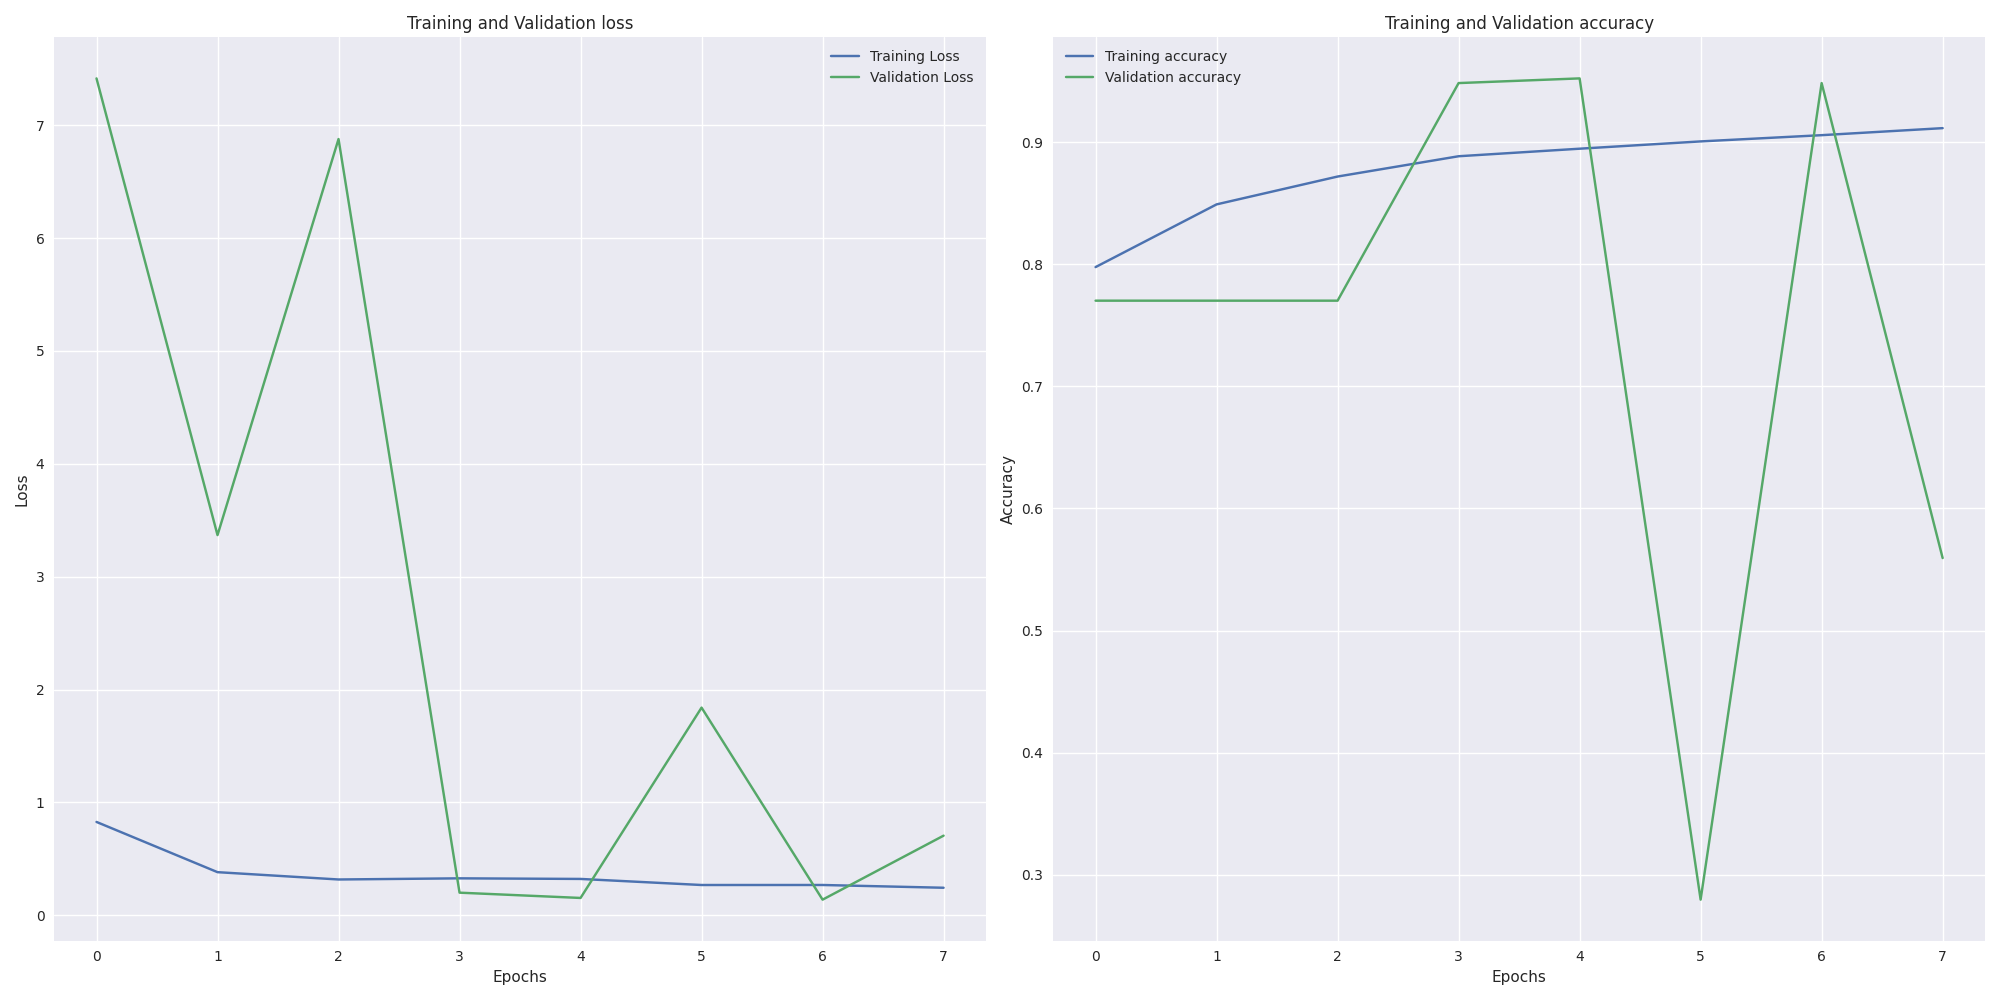 Training and Validation loss
Training Loss
Validation Loss
7
6
5
4
3
2
1
0
Loss
0 1 2 3 4 5 6 7
Epochs
Training and Validation accuracy
Training accuracy
Validation accuracy
0.9
0.8
0.7
0.6
0.5
0.4
0.3
Accuracy
0 1 2 3 4 5 6 7
Epochs